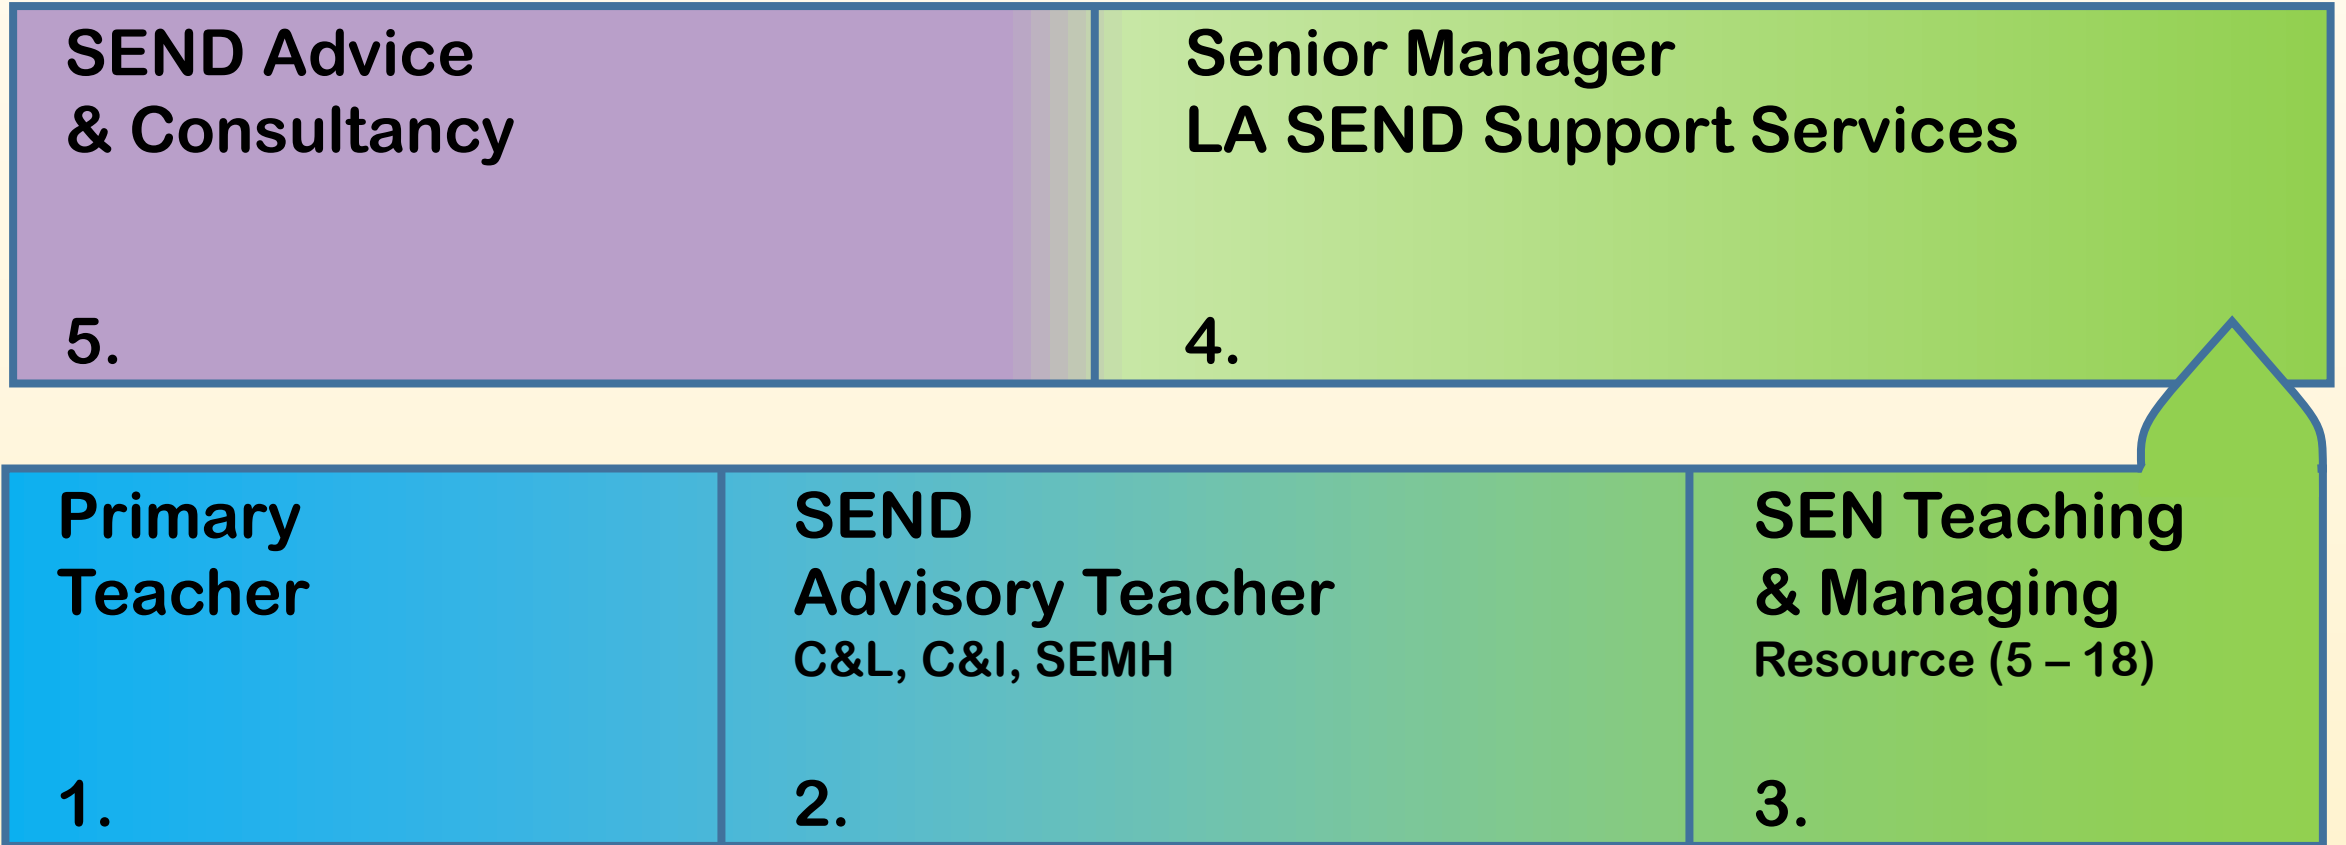 SEND Advice
& Consultancy
5.
Senior Manager
LA SEND Support Services
4.
Primary
Teacher
1.
SEND
Advisory Teacher
C&L, C&I, SEMH
2.
SEN Teaching
& Managing
Resource (5 – 18)
3.